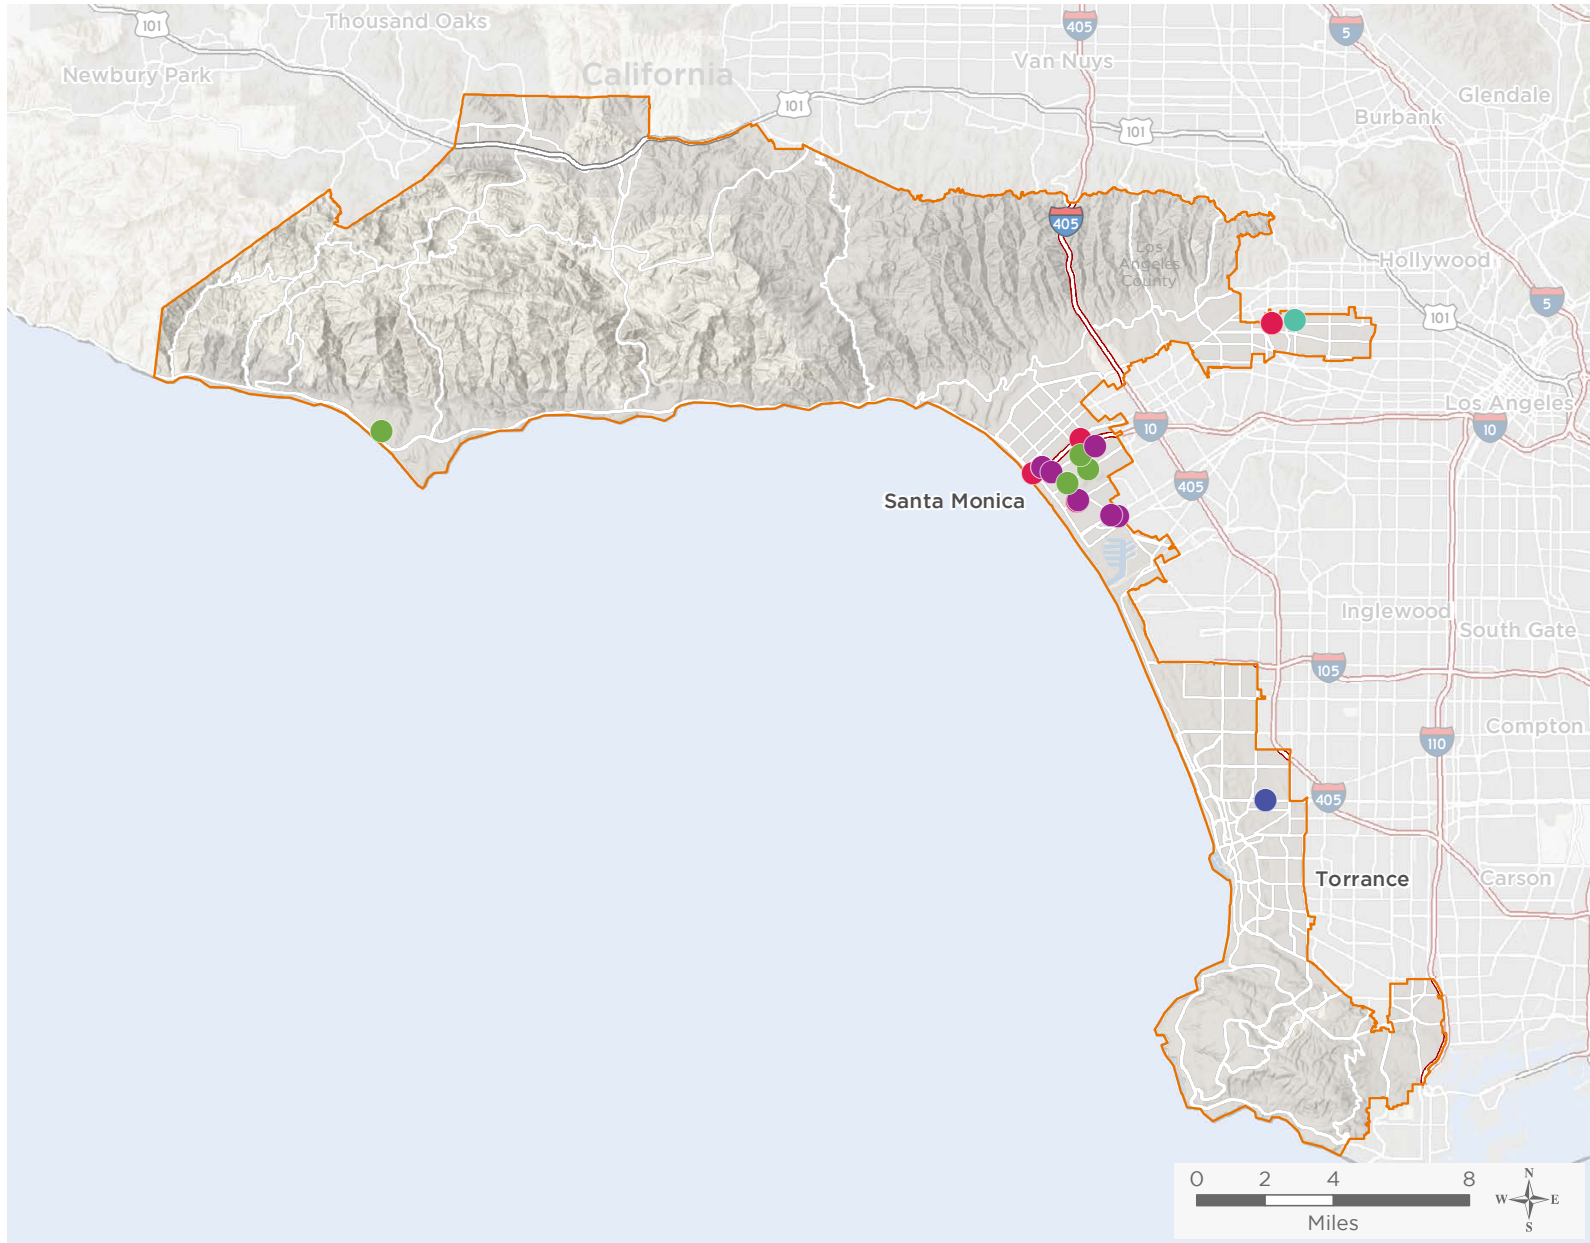 101
Thousand Oaks
405
5
Newbury Park
California
Van Nuys
Glendale
101
Burbank
101
405
Los
Angeles
County
Hollywood
5
101
Los Angeles
10
10
405
Santa Monica
Inglewood
South Gate
105
Compton
110
405
Torrance
Carson
0 2 4 8
Miles
N
W E
S